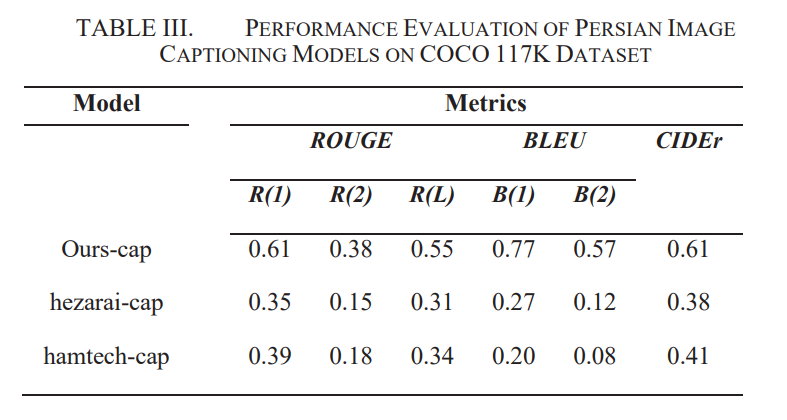 TABLE III. PERFORMANCE EVALUATION OF PERSIAN IMAGE
CAPTIONING MODELS ON COCO 117K DATASET
Model Metrics
ROUGE BLEU CIDEr
R(1) R(2) R(L) B(1) B(2)
Ours-cap 0.61 0.38 0.55 0.77 0.57 0.61
hezarai-cap 0.35 0.15 0.31 0.27 0.12 0.38
hamtech-cap 0.39 0.18 0.34 0.20 0.08 0.41